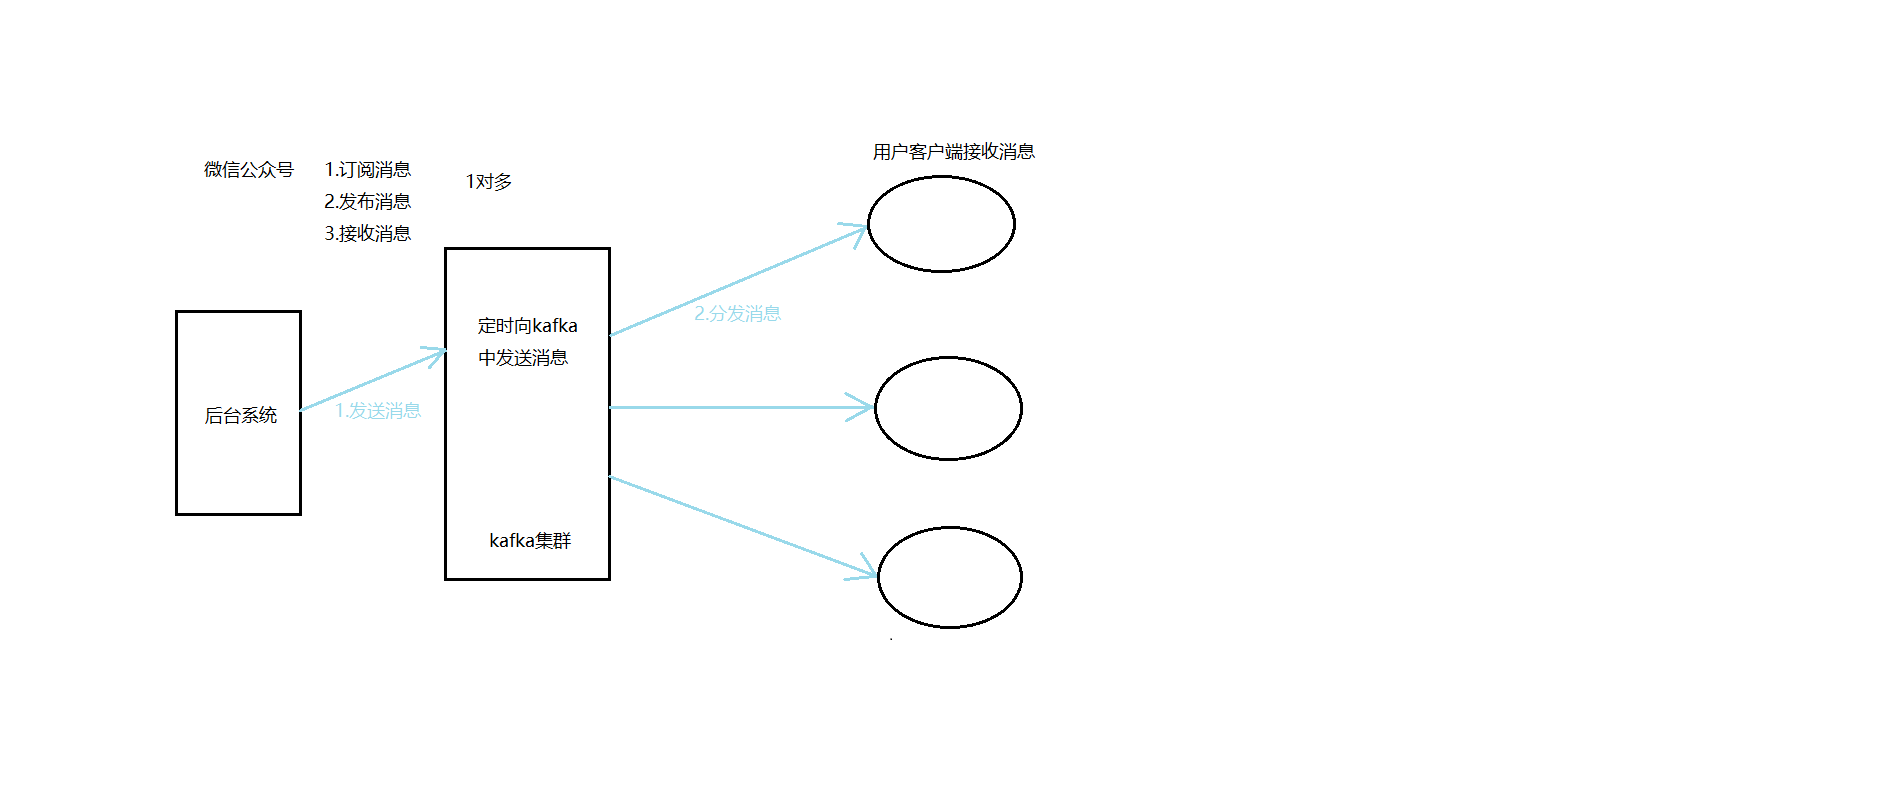 用户客户端接收消息
微信公众号
1.订阅消息
1对多
2.发布消息
3.接收消息
2.分发消息
定时向kafka
中发送消息
后台系统
1.发送消息
kafka集群